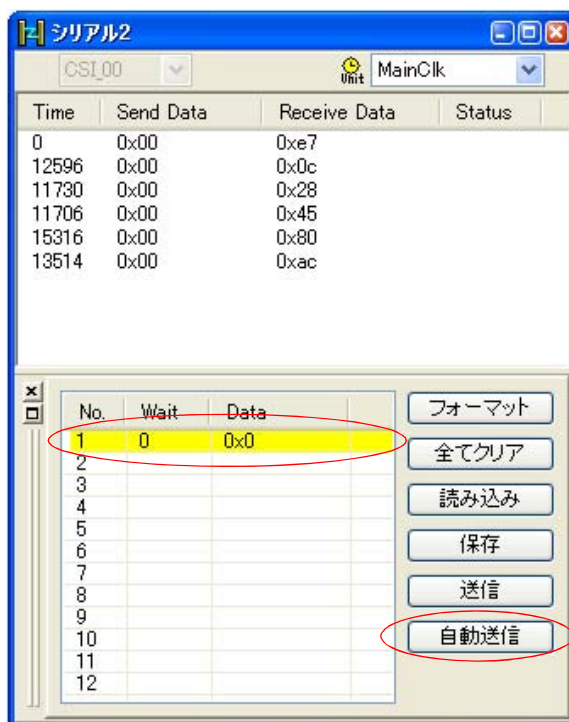 シリアル2
CSI_00 Unit MainClk
Time Send Data Receive Data Status
0 0x00 0xe7
12596 0x00 0x0c
11730 0x00 0x28
11706 0x00 0x45
15316 0x00 0x80
13514 0x00 0xac
No. Wait Data
1 0 0x0
2
3
4
5
6
7
8
9
10
11
12
フォーマット
全てクリア
読み込み
保存
送信
自動送信